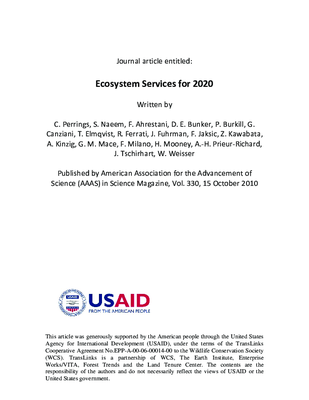 Journal article entitled:
Ecosystem Services for 2020
Written by
C. Perrings, S. Naeem, F. Ahrestani, D. E. Bunker, P. Burkill, G.
Canziani, T. Elmqvist, R. Ferrati, J. Fuhrman, F. Jaksic, Z. Kawabata,
A. Kinzig, G. M. Mace, F. Milano, H. Mooney, A.-H. Prieur-Richard,
J. Tschirhart, W. Weisser
Published by American Association for the Advancement of
Science (AAAS) in Science Magazine, Vol. 330, 15 October 2010
USAID
FROM THE AMERICAN PEOPLE
This article was generously supported by the American people through the United States
Agency for International Development (USAID), under the terms of the TransLinks
Cooperative Agreement No.EPP-A-00-06-00014-00 to the Wildlife Conservation Society
(WCS). TransLinks is a partnership of WCS, The Earth Institute, Enterprise
Works/VITA, Forest Trends and the Land Tenure Center. The contents are the
responsibility of the authors and do not necessarily reflect the views of USAID or the
United States government.